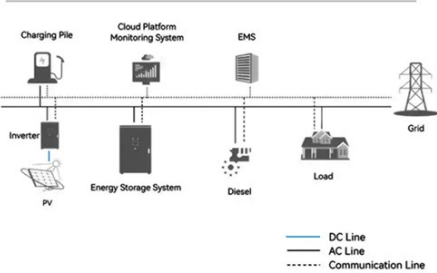 Charging Pile
Cloud Platform
Monitoring System
EMS
Grid
Inverter
PV
Energy Storage System
Diesel
Load
DC Line
AC Line
Communication Line